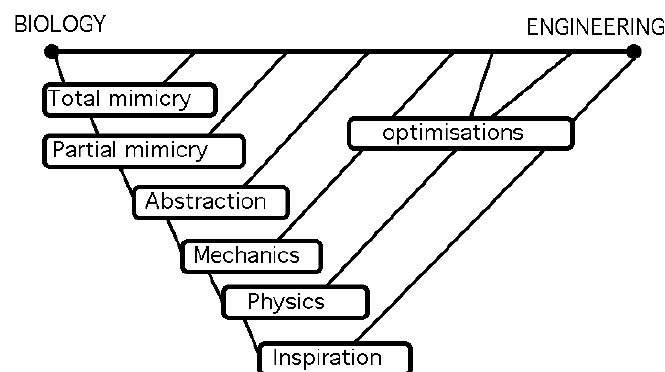 BIOLOGY
ENGINEERING
Total mimicry
Partial mimicry
optimisations
Abstraction
Mechanics
Physics
Inspiration